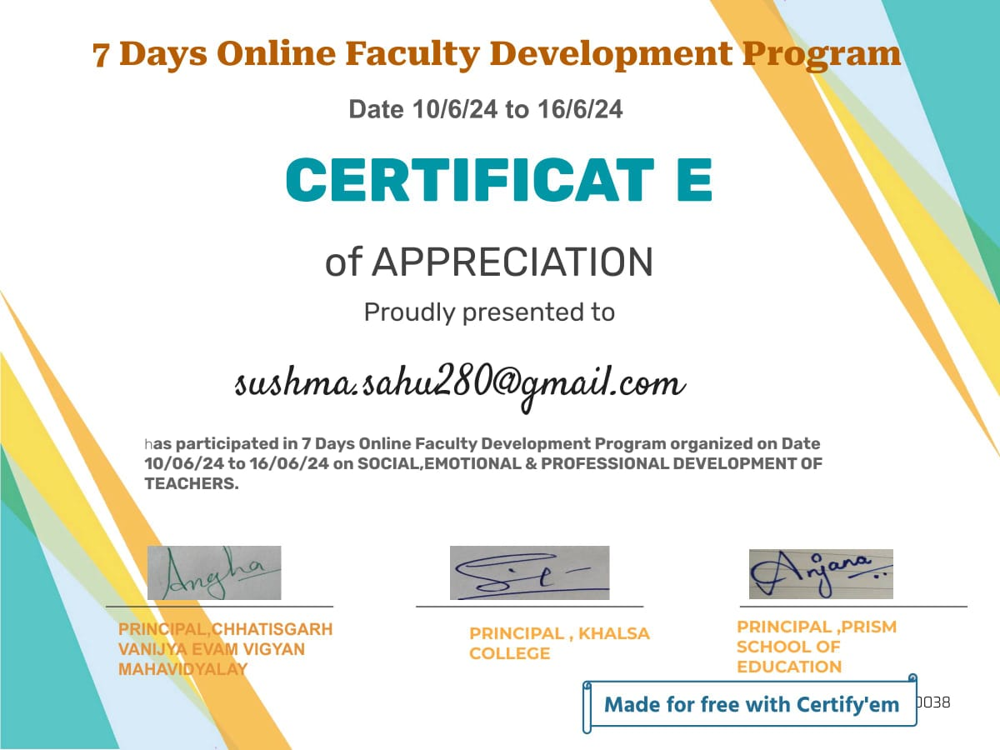 7 Days Online Faculty Development Program
Date 10/6/24 to 16/6/24
CERTIFICAT E
of APPRECIATION
Proudly presented to
sushma.sahu280@gmail.com
has participated in 7 Days Online Faculty Development Program organized on Date
10/06/24 to 16/06/24 on SOCIAL,EMOTIONAL & PROFESSIONAL DEVELOPMENT OF
TEACHERS.
Angha
Anjana
PRINCIPAL,CHHATISGARH
VANIJYA EVAM VIGYAN
MAHAVIDYALAY
PRINCIPAL , KHALSA
COLLEGE
PRINCIPAL ,PRISM
SCHOOL OF
EDUCATION
Made for free with Certify'em
0038